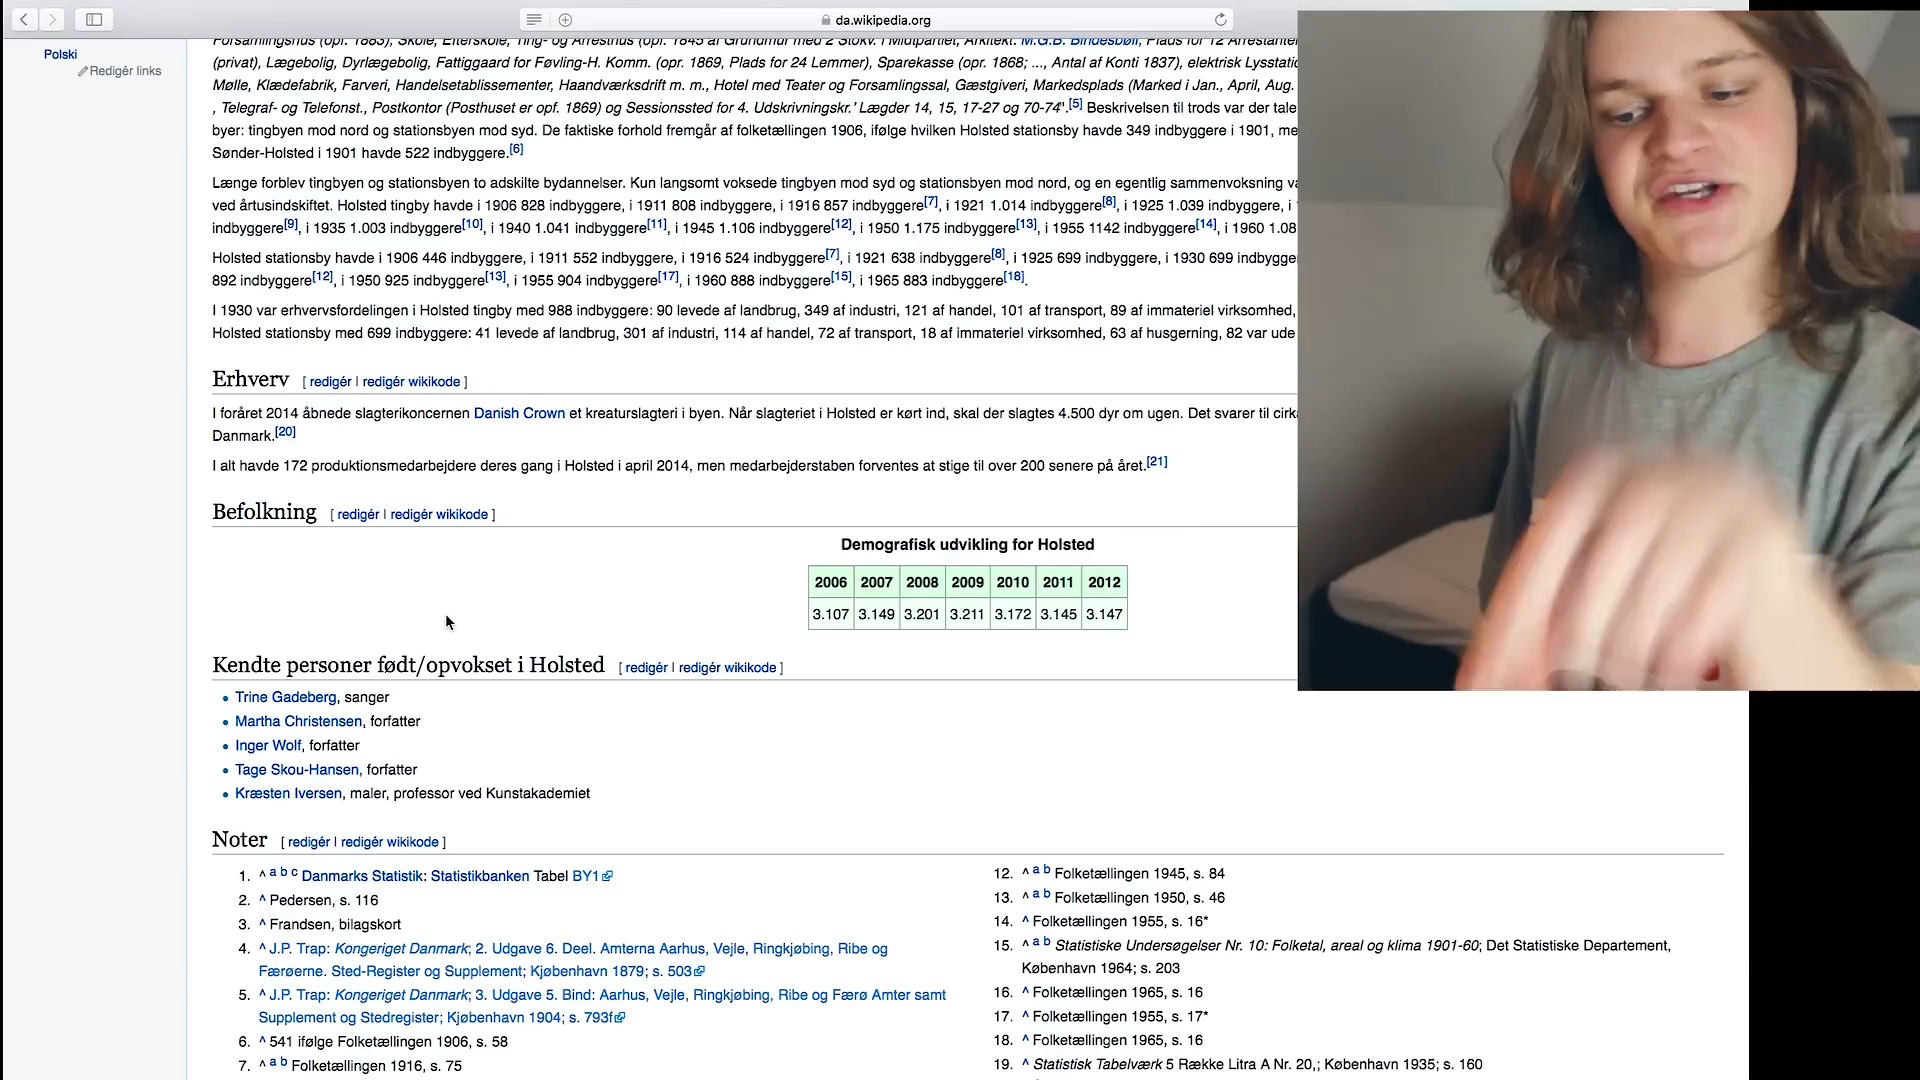 da.wikipedia.org
Polski
Redigér links
Forsamlingshus (opr. 1883), Skole, Efterskole, Ting- og Arresthus (opr. 1845 af Grundmur med 2 Stokv. i Midtpartiet, Arkitekt: M.G.B. Bindesbøll, Plads for 12 Arrestanter
(privat), Lægebolig, Dyrlægebolig, Fattiggaard for Føvling-H. Komm. (opr. 1869, Plads for 24 Lemmer), Sparekasse (opr. 1868; ..., Antal af Konti 1837), elektrisk Lysstatio
Mølle, Klædefabrik, Farveri, Handelsetablissementer, Haandværksdrift m. m., Hotel med Teater og Forsamlingssal, Gæstgiveri, Markedsplads (Marked i Jan., April, Aug.
, Telegraf- og Telefonst., Postkontor (Posthuset er opf. 1869) og Sessionssted for 4. Udskrivningskr.' Lægder 14, 15, 17-27 og 70-74".[5] Beskrivelsen til trods var der tale
byer: tingbyen mod nord og stationsbyen mod syd. De faktiske forhold fremgår af folketællingen 1906, ifølge hvilken Holsted stationsby havde 349 indbyggere i 1901, me
Sønder-Holsted i 1901 havde 522 indbyggere.[6]
Længe forblev tingbyen og stationsbyen to adskilte bydannelser. Kun langsomt voksede tingbyen mod syd og stationsbyen mod nord, og en egentlig sammenvoksning va
ved årtusindskiftet. Holsted tingby havde i 1906 828 indbyggere, i 1911 808 indbyggere, i 1916 857 indbyggere[7], i 1921 1.014 indbyggere[8], i 1925 1.039 indbyggere, i
indbyggere[9], i 1935 1.003 indbyggere[10], i 1940 1.041 indbyggere[11], i 1945 1.106 indbyggere[12], i 1950 1.175 indbyggere[13], i 1955 1142 indbyggere[14], i 1960 1.08
Holsted stationsby havde i 1906 446 indbyggere, i 1911 552 indbyggere, i 1916 524 indbyggere[7], i 1921 638 indbyggere[8], i 1925 699 indbyggere, i 1930 699 indbygge
892 indbyggere[12], i 1950 925 indbyggere[13], i 1955 904 indbyggere[17], i 1960 888 indbyggere[15], i 1965 883 indbyggere[18].
I 1930 var erhvervsfordelingen i Holsted tingby med 988 indbyggere: 90 levede af landbrug, 349 af industri, 121 af handel, 101 af transport, 89 af immateriel virksomhed,
Holsted stationsby med 699 indbyggere: 41 levede af landbrug, 301 af industri, 114 af handel, 72 af transport, 18 af immateriel virksomhed, 63 af husgerning, 82 var ude
Erhverv [ redigér | redigér wikikode ]
I foråret 2014 åbnede slagterikoncernen Danish Crown et kreaturslagteri i byen. Når slagteriet i Holsted er kørt ind, skal der slagtes 4.500 dyr om ugen. Det svarer til cirk
Danmark.[20]
I alt havde 172 produktionsmedarbejdere deres gang i Holsted i april 2014, men medarbejderstaben forventes at stige til over 200 senere på året.[21]
Befolkning [ redigér | redigér wikikode ]
Demografisk udvikling for Holsted
2006 2007 2008 2009 2010 2011 2012
3.107 3.149 3.201 3.211 3.172 3.145 3.147
Kendte personer født/opvokset i Holsted [ redigér | redigér wikikode ]
• Trine Gadeberg, sanger
• Martha Christensen, forfatter
• Inger Wolf, forfatter
• Tage Skou-Hansen, forfatter
• Kræsten Iversen, maler, professor ved Kunstakademiet
Noter [ redigér | redigér wikikode ]
1. ^ a b c Danmarks Statistik: Statistikbanken Tabel BY1
2. ^ Pedersen, s. 116
3. ^ Frandsen, bilagskort
4. ^ J.P. Trap: Kongeriget Danmark; 2. Udgave 6. Deel. Amterna Aarhus, Vejle, Ringkjøbing, Ribe og
Færøerne. Sted-Register og Supplement; Kjøbenhavn 1879; s. 503
5. ^ J.P. Trap: Kongeriget Danmark; 3. Udgave 5. Bind: Aarhus, Vejle, Ringkjøbing, Ribe og Færø Amter samt
Supplement og Stedregister; Kjøbenhavn 1904; s. 793f
6. ^ 541 ifølge Folketællingen 1906, s. 58
7. ^ a b Folketællingen 1916, s. 75
12. ^ a b Folketællingen 1945, s. 84
13. ^ a b Folketællingen 1950, s. 46
14. ^ Folketællingen 1955, s. 16*
15. ^ a b Statistiske Undersøgelser Nr. 10: Folketal, areal og klima 1901-60; Det Statistiske Departement,
København 1964; s. 203
16. ^ Folketællingen 1965, s. 16
17. ^ Folketællingen 1955, s. 17*
18. ^ Folketællingen 1965, s. 16
19. ^ Statistisk Tabelværk 5 Række Litra A Nr. 20,; København 1935; s. 160